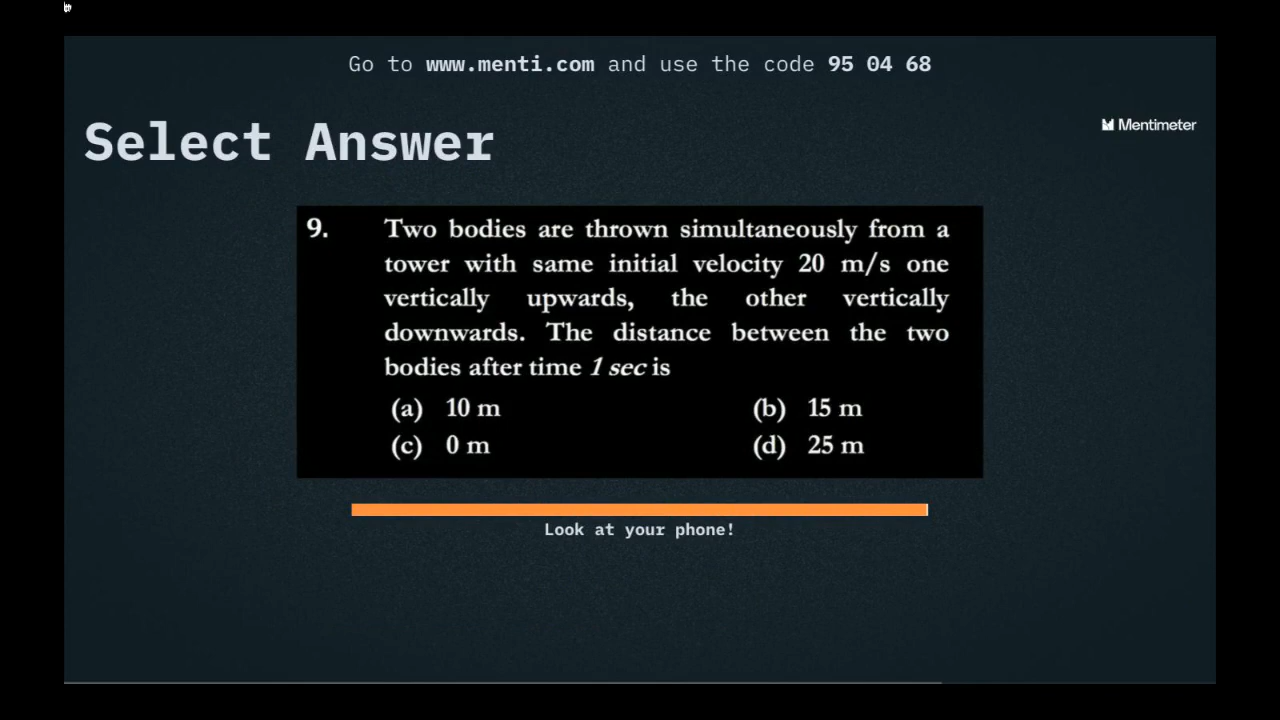 Go to www.menti.com and use the code 95 04 68
Select Answer
Mentimeter
9. Two bodies are thrown simultaneously from a
tower with same initial velocity 20 m/s one
vertically upwards, the other vertically
downwards. The distance between the two
bodies after time 1 sec is
(a) 10 m (b) 15 m
(c) 0 m (d) 25 m
Look at your phone!